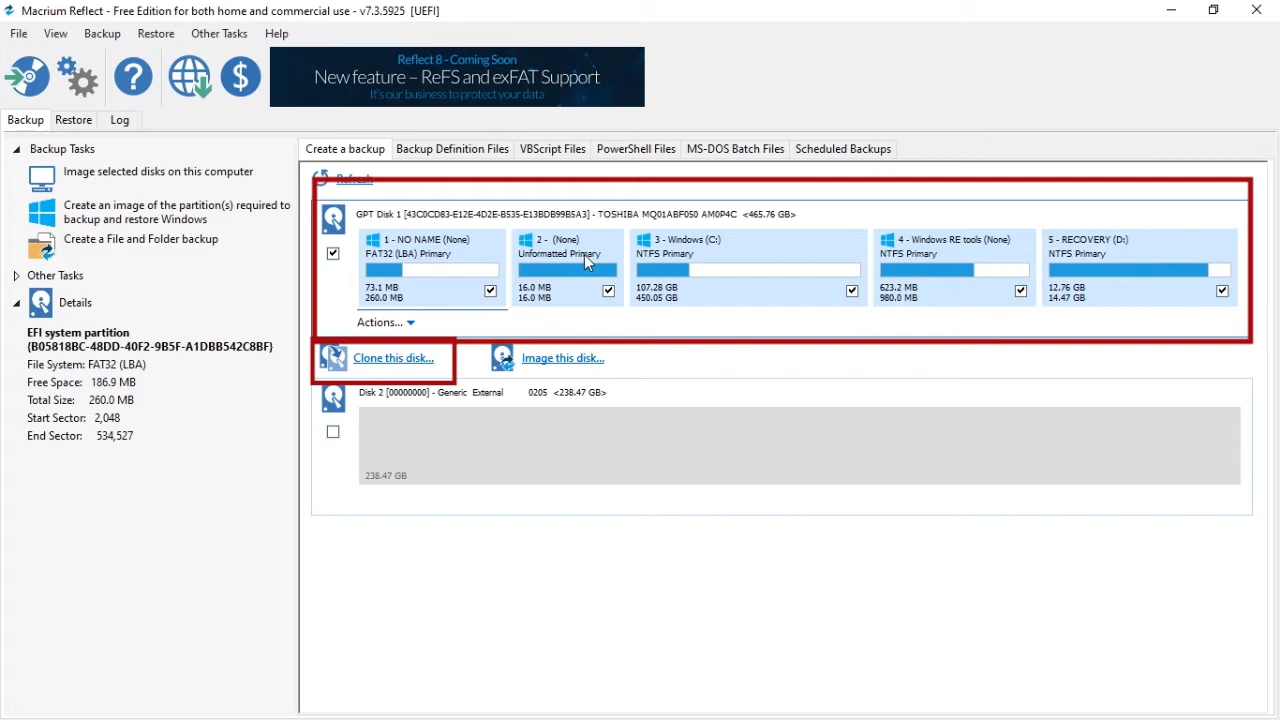 Macrium Reflect - Free Edition for both home and commercial use - v7.3.5925 [UEFI]
File View Backup Restore Other Tasks Help
Reflect 8 - Coming Soon
New feature – ReFS and exFAT Support
It's our business to protect your data
Backup Restore Log
Backup Tasks
Image selected disks on this computer
Create an image of the partition(s) required to
backup and restore Windows
Create a File and Folder backup
Other Tasks
Details
EFI system partition
{B05818BC-48DD-40F2-9B5F-A1DBB542C8BF}
File System: FAT32 (LBA)
Free Space: 186.9 MB
Total Size: 260.0 MB
Start Sector: 2,048
End Sector: 534,527
Create a backup Backup Definition Files VBScript Files PowerShell Files MS-DOS Batch Files Scheduled Backups
Refresh
GPT Disk 1 [43C0CD83-E12E-4D2E-B535-E13BDB99B5A3] - TOSHIBA MQ01ABF050 AM0P4C <465.76 GB>
1 - NO NAME (None)
FAT32 (LBA) Primary
73.1 MB
260.0 MB
2 - (None)
Unformatted Primary
16.0 MB
16.0 MB
3 - Windows (C:)
NTFS Primary
107.28 GB
450.05 GB
4 - Windows RE tools (None)
NTFS Primary
623.2 MB
980.0 MB
5 - RECOVERY (D:)
NTFS Primary
12.76 GB
14.47 GB
Actions...
Clone this disk... Image this disk...
Disk 2 [00000000] - Generic External 0205 <238.47 GB>
238.47 GB